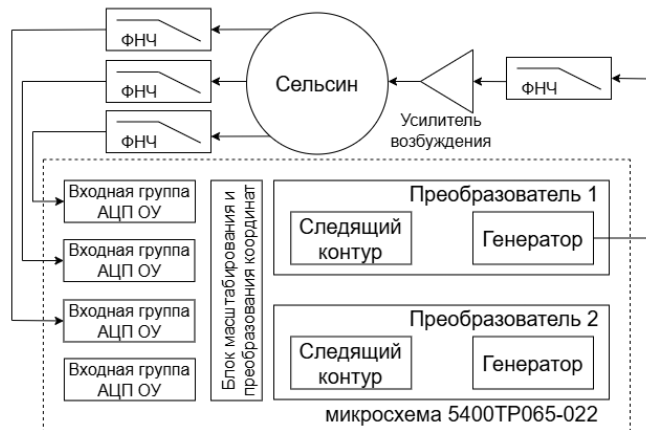 ФНЧ
ФНЧ
ФНЧ
Сельсин
Усилитель
возбуждения
ФНЧ
Входная группа
АЦП ОУ
Входная группа
АЦП ОУ
Входная группа
АЦП ОУ
Входная группа
АЦП ОУ
Блок масштабирования и
преобразования координат
Преобразователь 1
Следящий
контур
Генератор
Преобразователь 2
Следящий
контур
Генератор
микросхема 5400ТР065-022